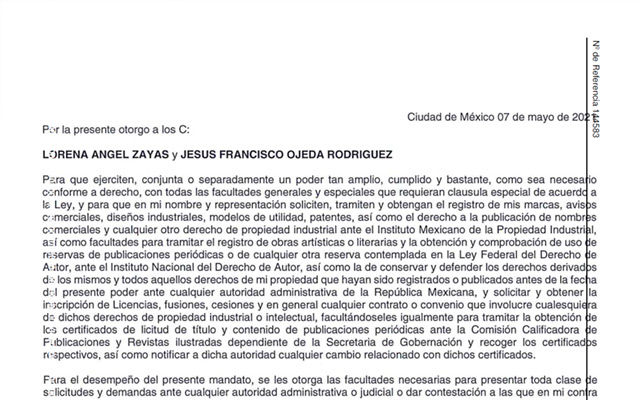 Nº de Referencia 144583
Ciudad de México 07 de mayo de 2021
Por la presente otorgo a los C:
LORENA ANGEL ZAYAS y JESUS FRANCISCO OJEDA RODRIGUEZ
Para que ejerciten, conjunta o separadamente un poder tan amplio, cumplido y bastante, como sea necesario
conforme a derecho, con todas las facultades generales y especiales que requieran clausula especial de acuerdo a
la Ley, y para que en mi nombre y representación soliciten, tramiten y obtengan el registro de mis marcas, avisos
comerciales, diseños industriales, modelos de utilidad, patentes, así como el derecho a la publicación de nombres
comerciales y cualquier otro derecho de propiedad industrial ante el Instituto Mexicano de la Propiedad Industrial,
así como facultades para tramitar el registro de obras artísticas o literarias y la obtención y comprobación de uso de
reservas de publicaciones periódicas o de cualquier otra reserva contemplada en la Ley Federal del Derecho de
Autor, ante el Instituto Nacional del Derecho de Autor, así como la de conservar y defender los derechos derivados
de los mismos y todos aquellos derechos de mi propiedad que hayan sido registrados o publicados antes de la fecha
del presente poder ante cualquier autoridad administrativa de la República Mexicana, y solicitar y obtener la
inscripción de Licencias, fusiones, cesiones y en general cualquier contrato o convenio que involucre cualesquiera
de dichos derechos de propiedad industrial o intelectual, facultándoseles igualmente para tramitar la obtención de
los certificados de licitud de título y contenido de publicaciones periódicas ante la Comisión Calificadora de
Publicaciones y Revistas ilustradas dependiente de la Secretaria de Gobernación y recoger los certificados
respectivos, así como notificar a dicha autoridad cualquier cambio relacionado con dichos certificados.
Para el desempeño del presente mandato, se les otorga las facultades necesarias para presentar toda clase de
solicitudes y demandas ante cualquier autoridad administrativa o judicial o dar contestación a las que en mi contra